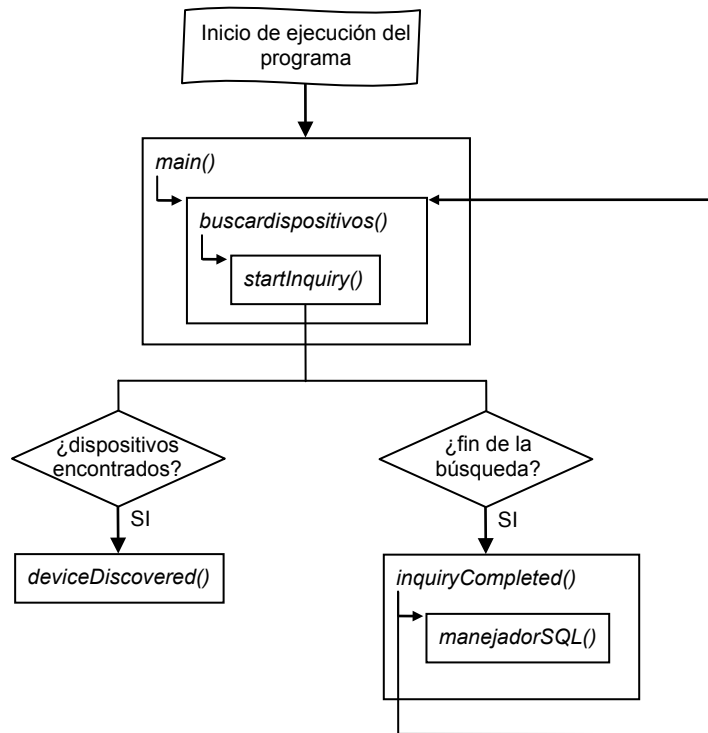 Inicio de ejecución del
programa
main()
buscardispositivos()
startInquiry()
¿dispositivos
encontrados?
¿fin de la
búsqueda?
SI
SI
deviceDiscovered()
inquiryCompleted()
manejadorSQL()